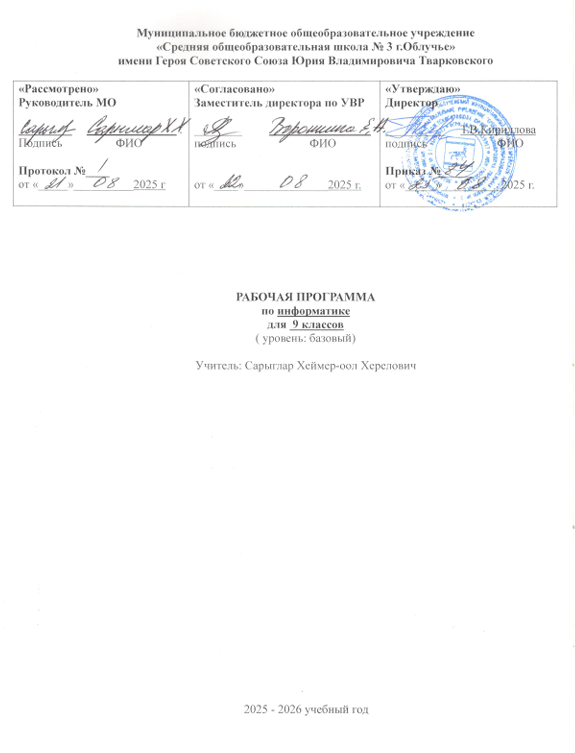 Муниципальное бюджетное общеобразовательное учреждение
«Средняя общеобразовательная школа № 3 г.Облучье»
имени Героя Советского Союза Юрия Владимировича Тварковского
«Рассмотрено»
Руководитель МО
Сарыглар Х Х
Подпись ФИО
Протокол № 1
от « 21 » 08 2025 г
«Согласовано»
Заместитель директора по УВР
Воронина Е.Н.
подпись ФИО
от « » 08 2025 г.
«Утверждаю»
Директор
Т.В.Кириллова
подпись ФИО
Приказ №
от « » 08 2025 г.
РАБОЧАЯ ПРОГРАММА
по информатике
для 9 классов
( уровень: базовый)
Учитель: Сарыглар Хеймер-оол Херелович
2025 - 2026 учебный год